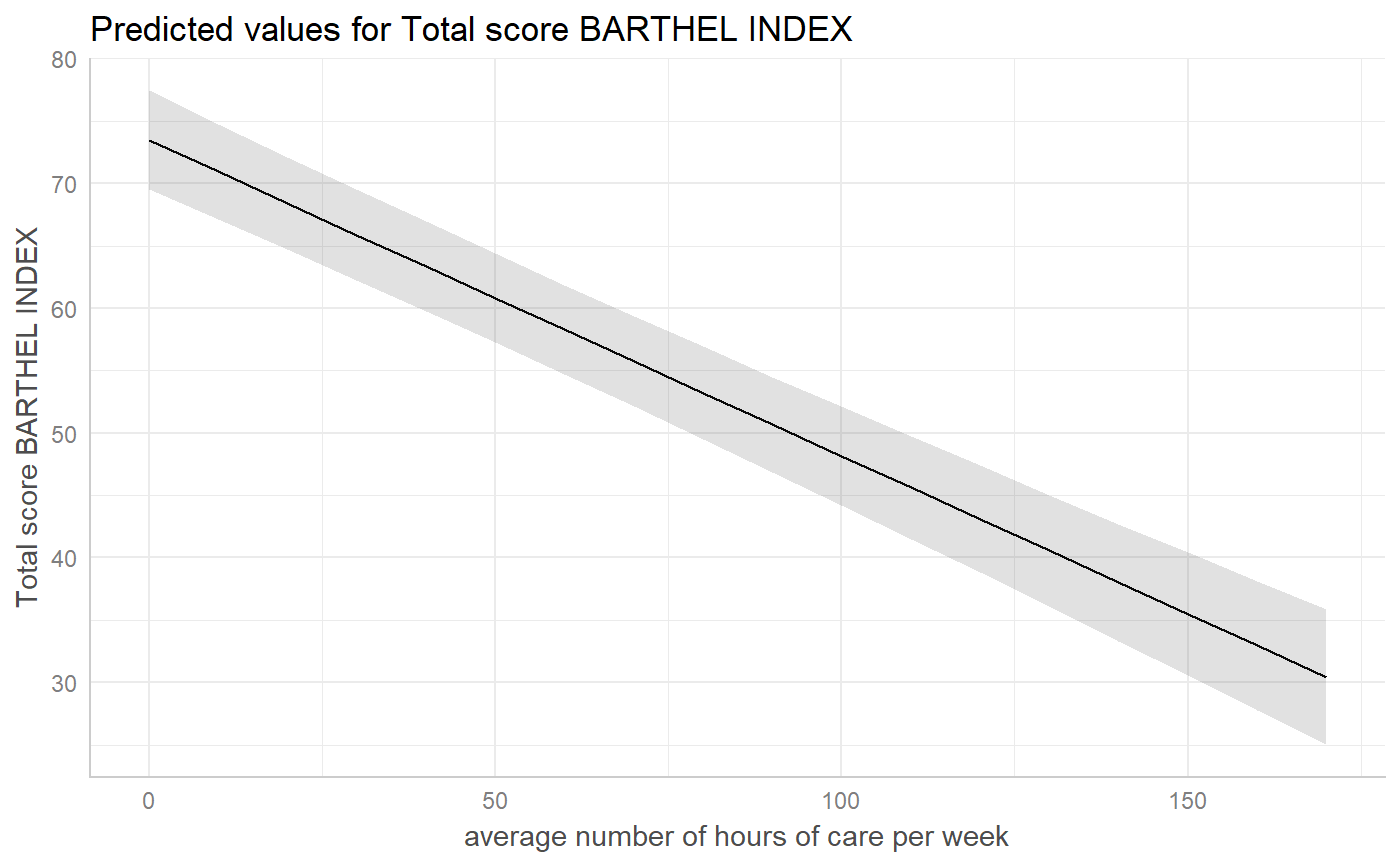 Predicted values for Total score BARTHEL INDEX
Total score BARTHEL INDEX
80
70
60
50
40
30
0 50 100 150
average number of hours of care per week